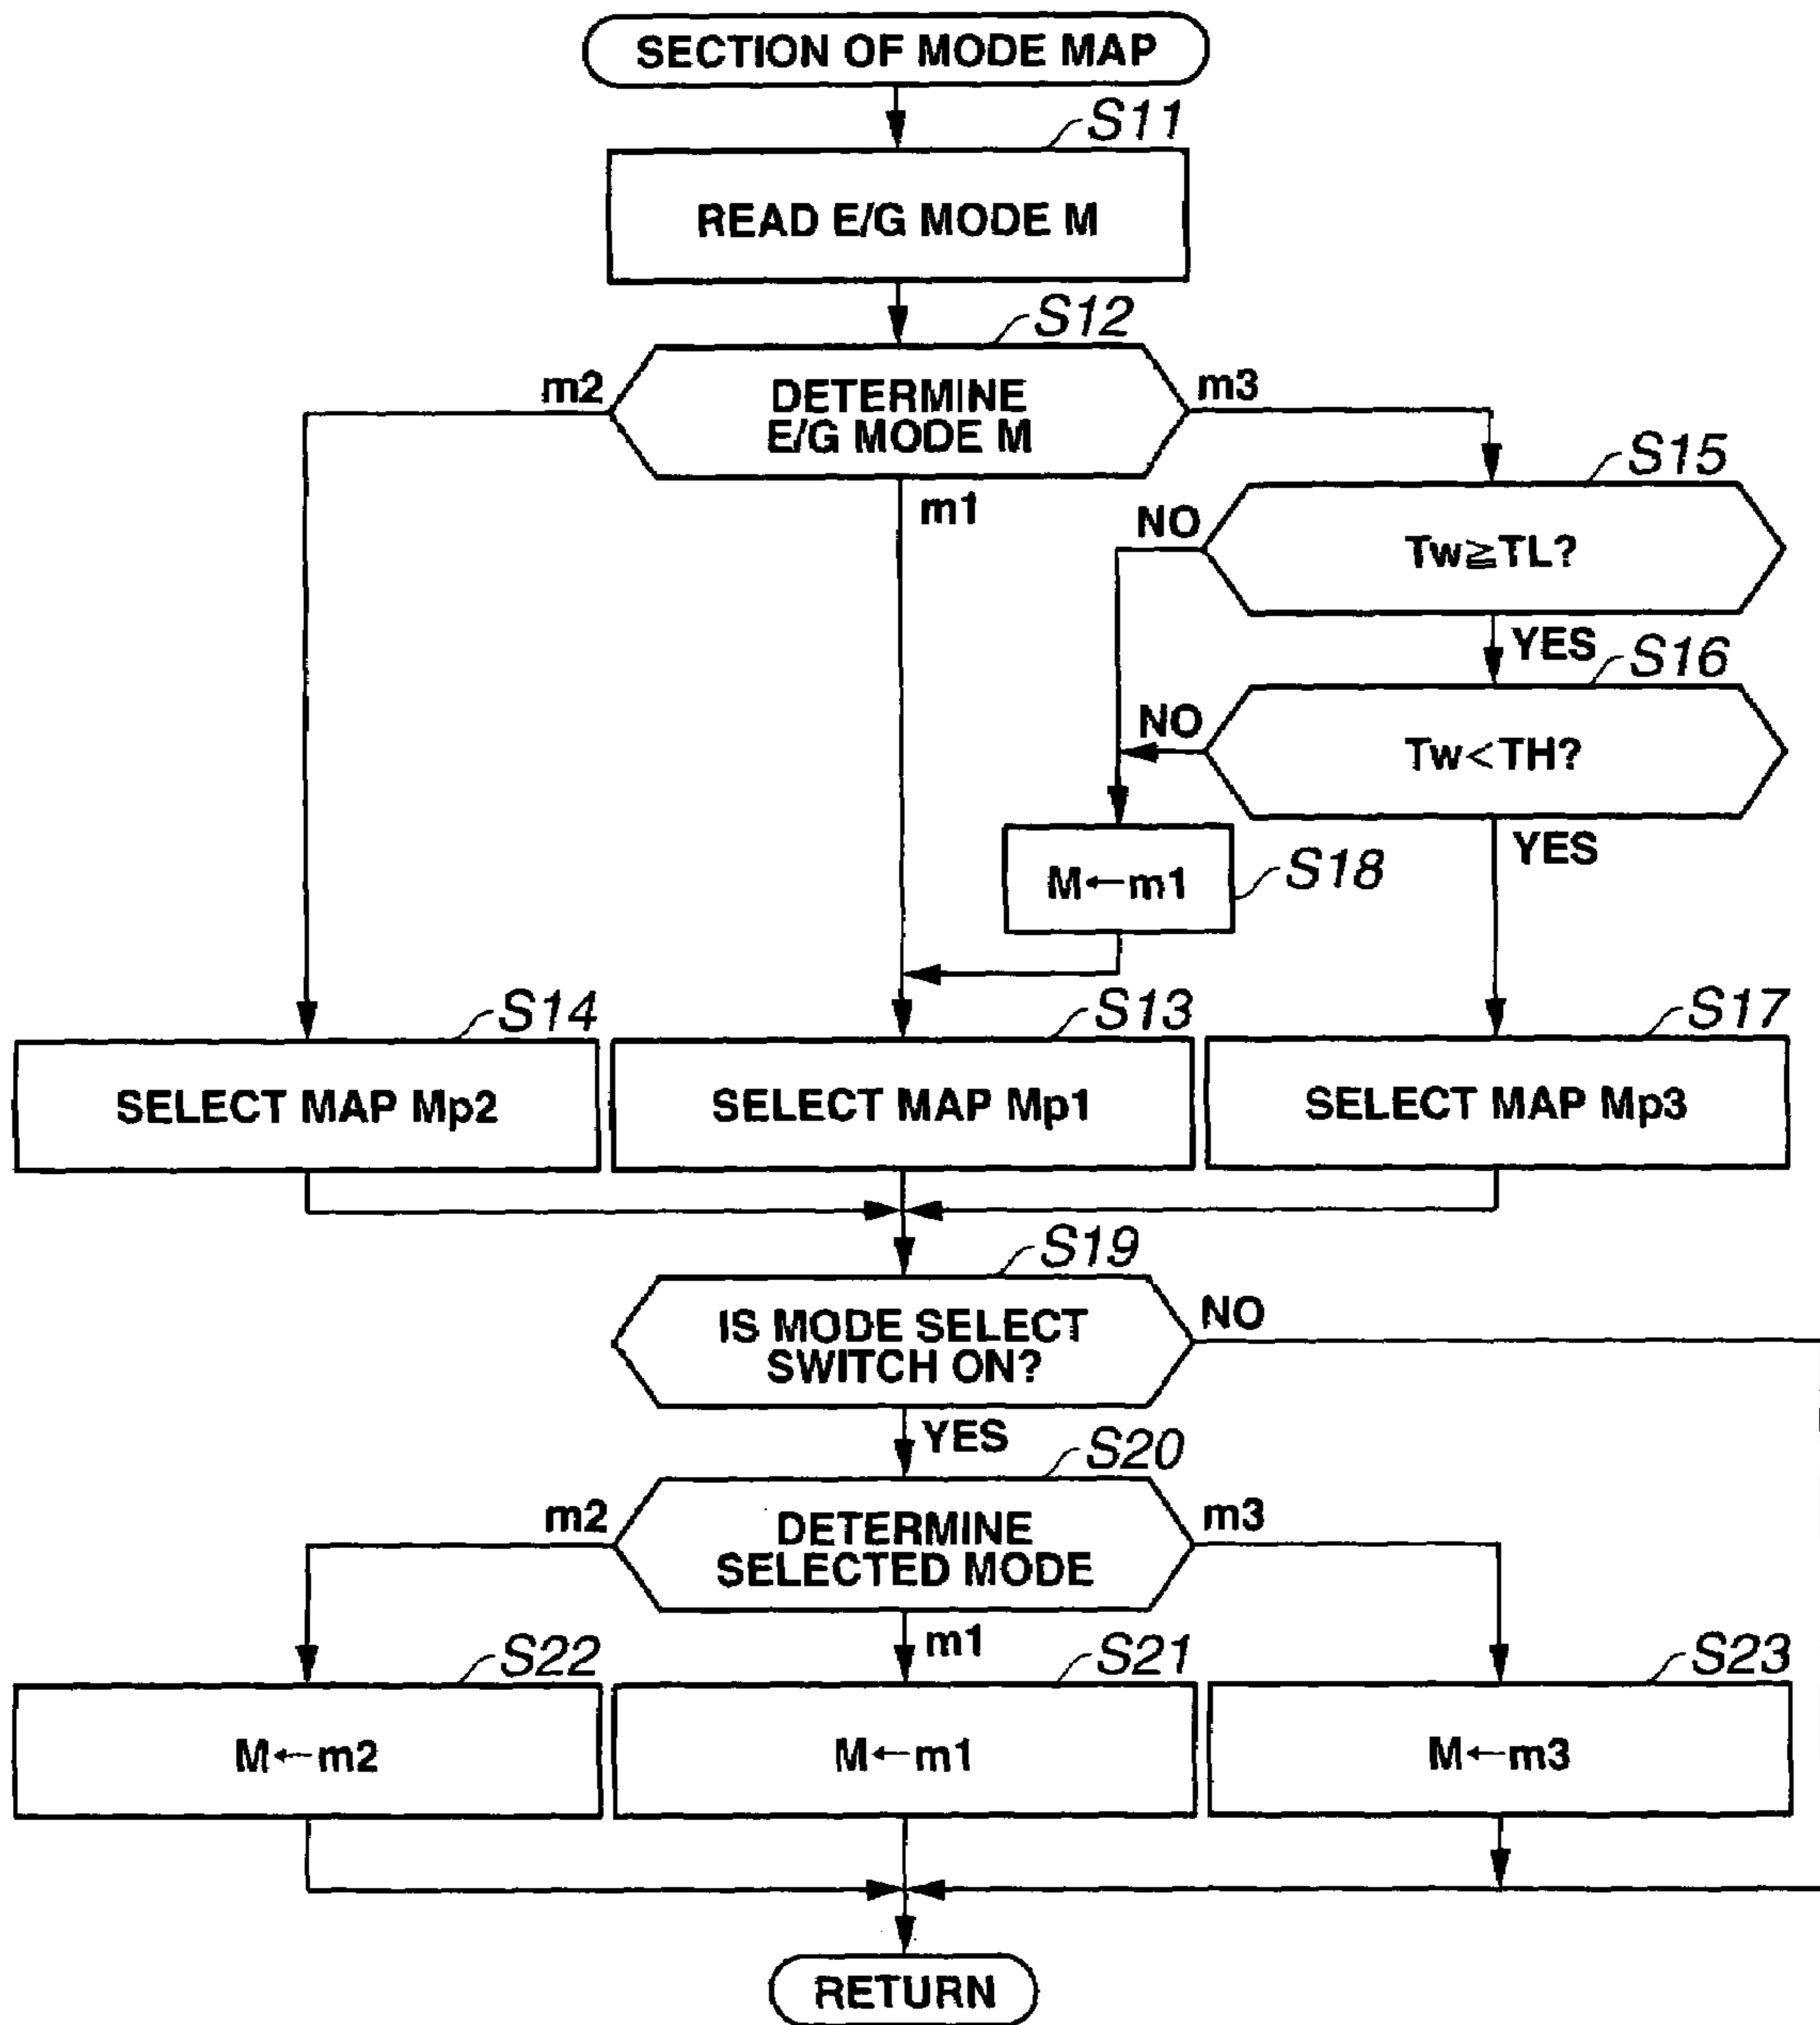 SECTION OF MODE MAP
S11
READ E/G MODE M
S12
m2
DETERMINE
E/G MODE M
m3
m1
S15
NO
Tw≧TL?
YES
S16
NO
Tw<TH?
YES
M←m1
S18
S14
S13
S17
SELECT MAP Mp2
SELECT MAP Mp1
SELECT MAP Mp3
S19
IS MODE SELECT
SWITCH ON?
NO
YES
S20
m2
DETERMINE
SELECTED MODE
m3
m1
S22
S21
S23
M←m2
M←m1
M←m3
RETURN